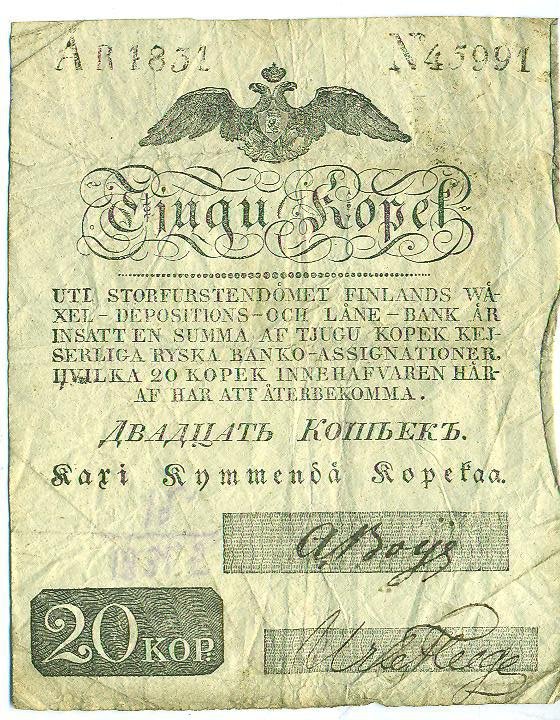 ÅR 1831 N45991
Tjugu Kopek
UTI STORFURSTENDÖMET FINLANDS WÄ-
XEL-DEPOSITIONS-OCH LÅNE-BANK ÄR
INSATT EN SUMMA AF TJUGU KOPEK KEJ-
SERLIGA RYSKA BANKO-ASSIGNATIONER.
HVILKA 20 KOPEK INNEHAFVAREN HÄR-
AF HAR ATT ÅTERBEKOMMA.
ДВАДЦАТЬ КОПѢЕКЪ.
Kaxi Kymmendä Kopekaa.
20 KOP.